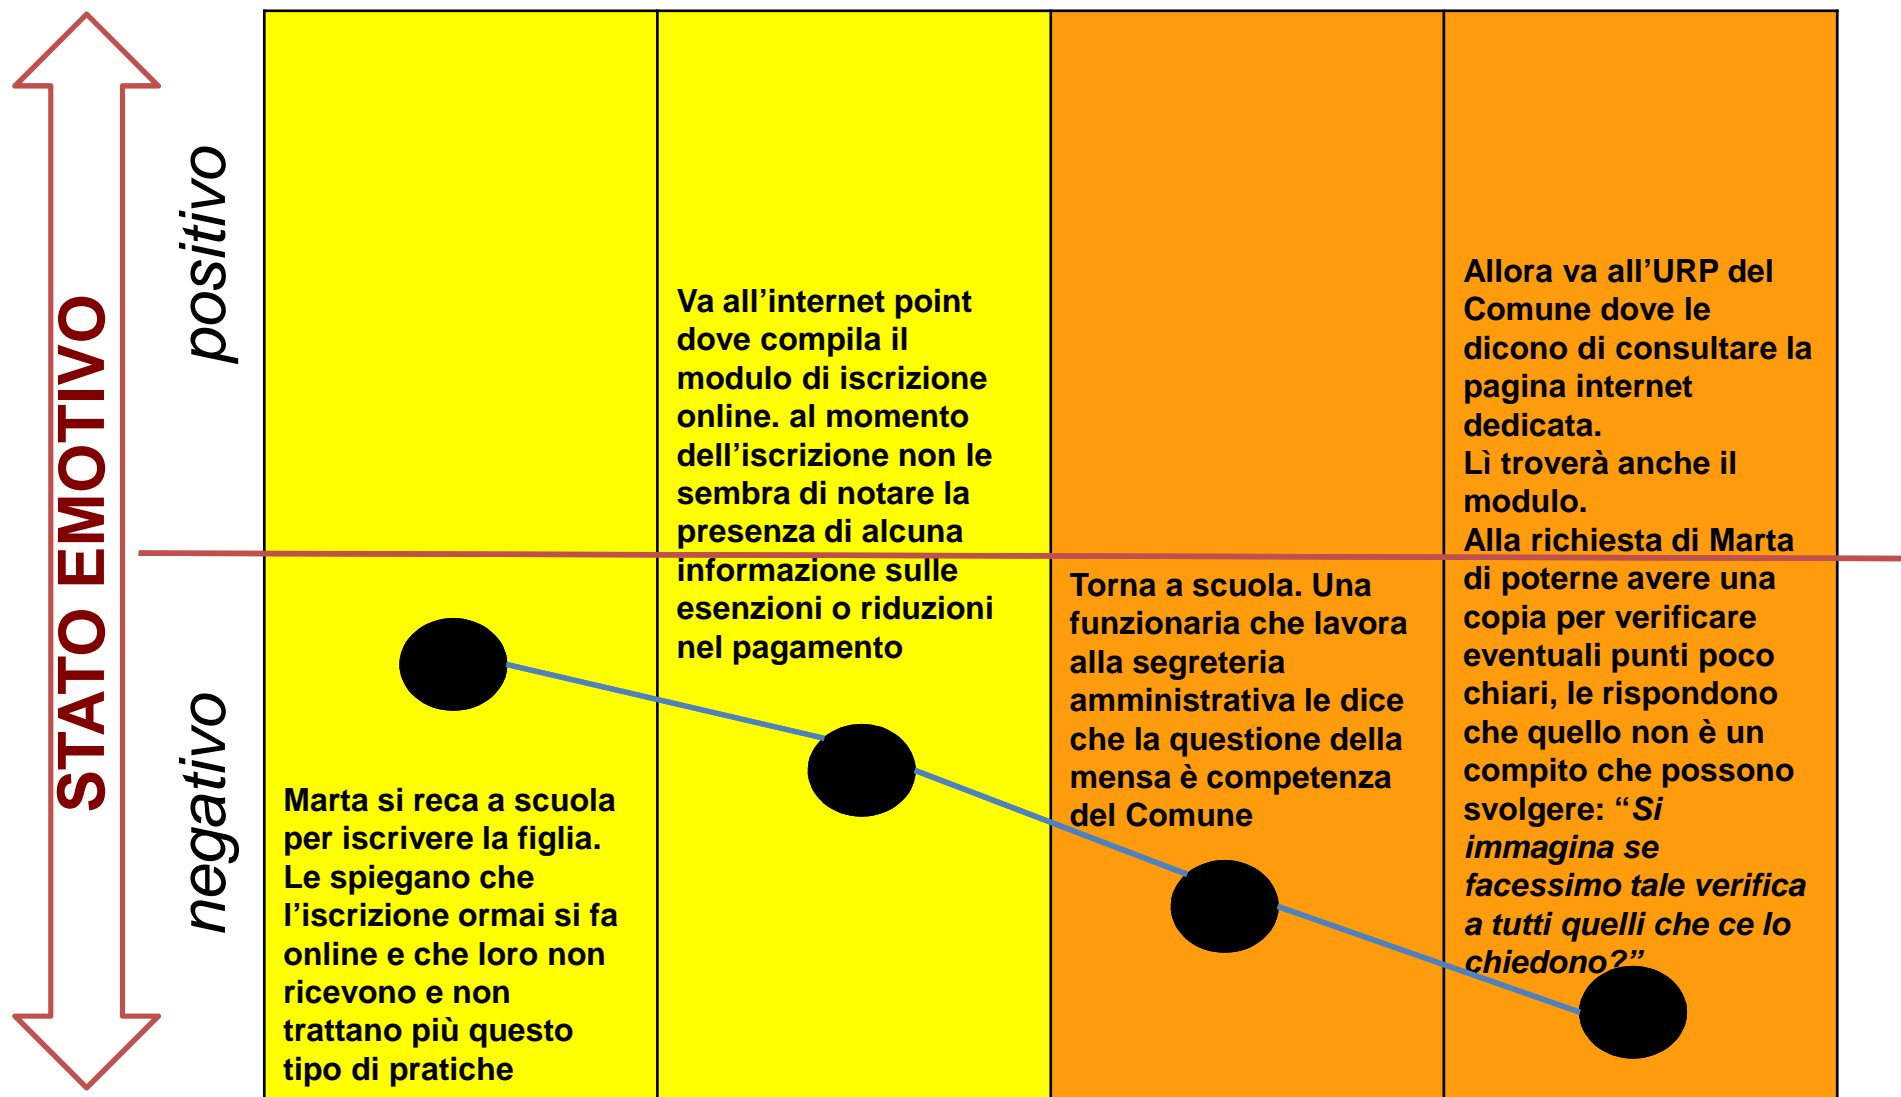 STATO EMOTIVO
positivo
negativo
Marta si reca a scuola
per iscrivere la figlia.
Le spiegano che
l’iscrizione ormai si fa
online e che loro non
ricevono e non
trattano più questo
tipo di pratiche
Va all’internet point
dove compila il
modulo di iscrizione
online. al momento
dell’iscrizione non le
sembra di notare la
presenza di alcuna
informazione sulle
esenzioni o riduzioni
nel pagamento
Torna a scuola. Una
funzionaria che lavora
alla segreteria
amministrativa le dice
che la questione della
mensa è competenza
del Comune
Allora va all’URP del
Comune dove le
dicono di consultare la
pagina internet
dedicata.
Lì troverà anche il
modulo.
Alla richiesta di Marta
di poterne avere una
copia per verificare
eventuali punti poco
chiari, le rispondono
che quello non è un
compito che possono
svolgere: “Si
immagina se
facessimo tale verifica
a tutti quelli che ce lo
chiedono?”